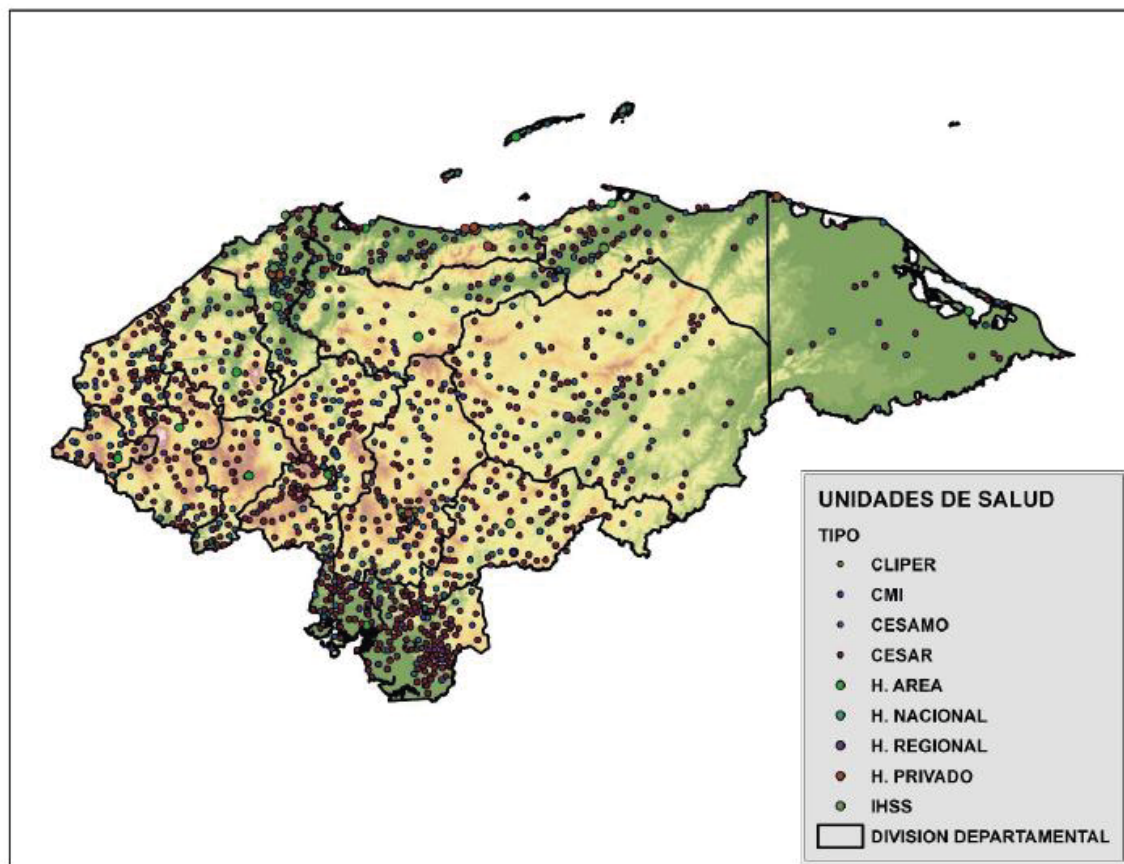 UNIDADES DE SALUD
TIPO
CLIPER
CMI
CESAMO
CESAR
H. AREA
H. NACIONAL
H. REGIONAL
H. PRIVADO
IHSS
DIVISION DEPARTAMENTAL